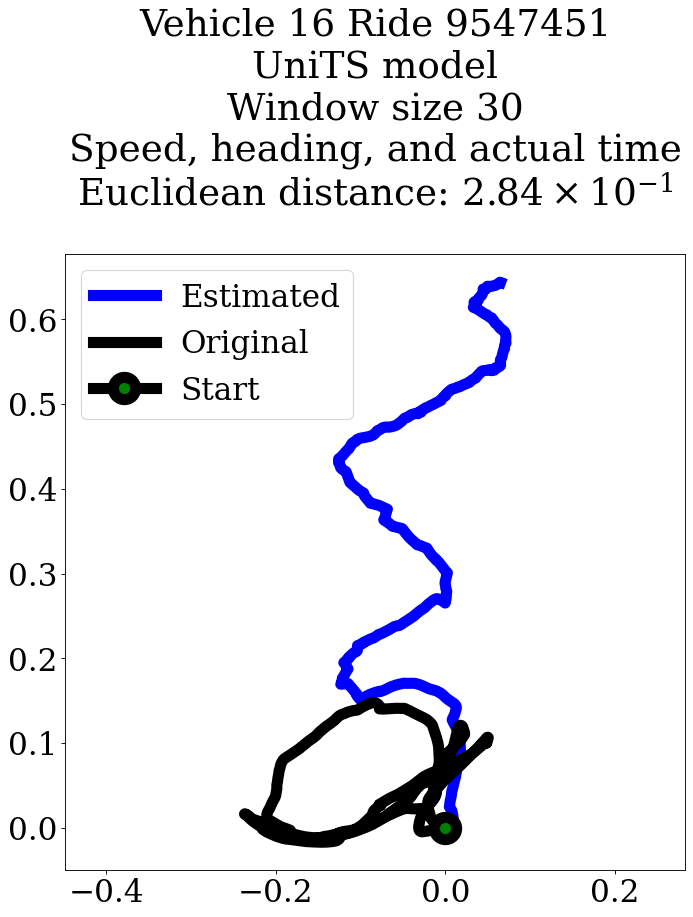 Vehicle 16 Ride 9547451
UniTS model
Window size 30
Speed, heading, and actual time
Euclidean distance: 2.84 × 10⁻¹
Estimated
Original
Start
0.6
0.5
0.4
0.3
0.2
0.1
0.0
−0.4 −0.2 0.0 0.2